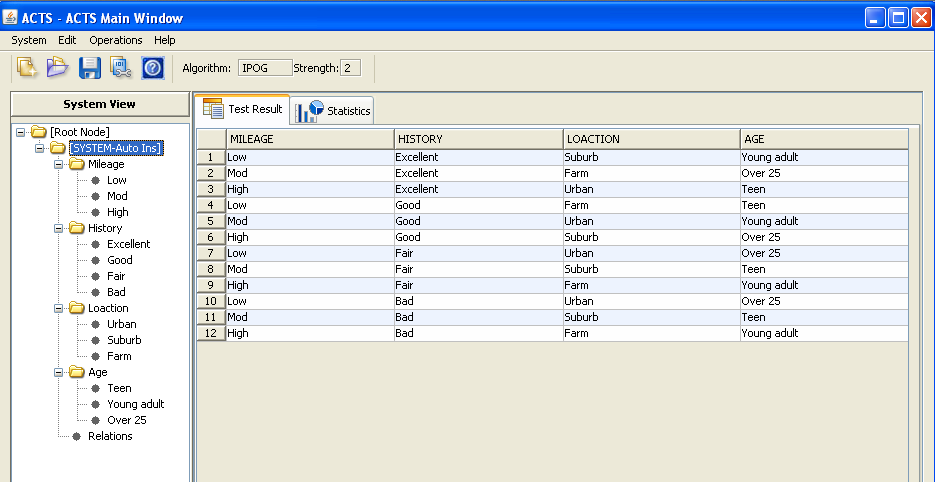 ACTS - ACTS Main Window
System Edit Operations Help
Algorithm: IPOG Strength: 2
System View
[Root Node]
[SYSTEM-Auto Ins]
Mileage
Low
Mod
High
History
Excellent
Good
Fair
Bad
Loaction
Urban
Suburb
Farm
Age
Teen
Young adult
Over 25
Relations
Test Result Statistics
MILEAGE HISTORY LOACTION AGE
1 Low Excellent Suburb Young adult
2 Mod Excellent Farm Over 25
3 High Excellent Urban Teen
4 Low Good Farm Teen
5 Mod Good Urban Young adult
6 High Good Suburb Over 25
7 Low Fair Urban Over 25
8 Mod Fair Suburb Teen
9 High Fair Farm Young adult
10 Low Bad Urban Over 25
11 Mod Bad Suburb Teen
12 High Bad Farm Young adult